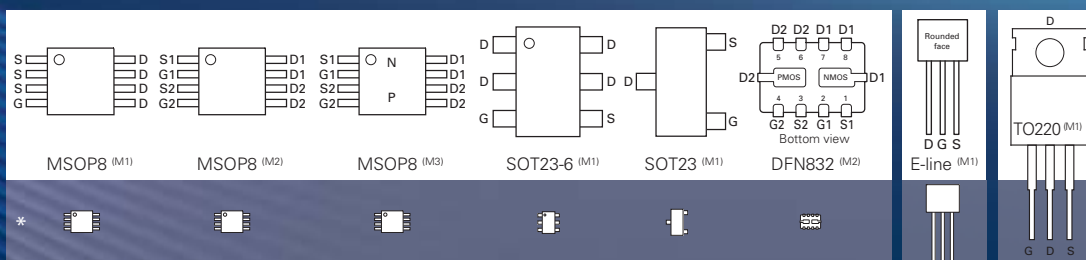 S D
S D
S D
G D
MSOP8 (M1)
S1 D1
G1 D1
S2 D2
G2 D2
MSOP8 (M2)
S1 N D1
G1 D1
S2 P D2
G2 D2
MSOP8 (M3)
D D
D D
G S
SOT23-6 (M1)
S
D
G
SOT23 (M1)
D2 D2 D1 D1
5 6 7 8
D2 PMOS NMOS D1
4 3 2 1
G2 S2 G1 S1
Bottom view
DFN832 (M2)
Rounded
face
D G S
E-line (M1)
D
TO220 (M1)
G D S
*